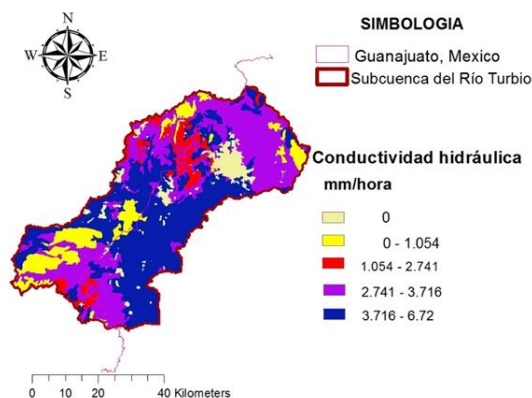 N
W
E
S
SIMBOLOGIA
Guanajuato, Mexico
Subcuenca del Río Turbio
Conductividad hidráulica
mm/hora
0
0 - 1.054
1.054 - 2.741
2.741 - 3.716
3.716 - 6.72
0 10 20 40 Kilometers